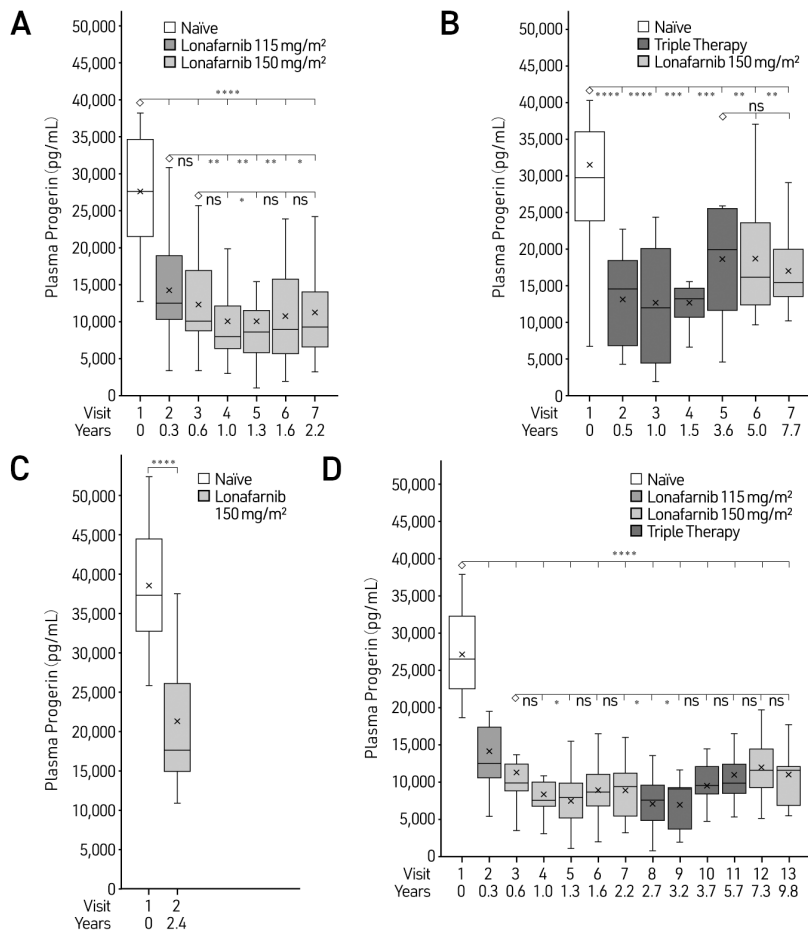 A
Naïve
Lonafarnib 115 mg/m²
Lonafarnib 150 mg/m²
Plasma Progerin (pg/mL)
50,000
45,000
40,000
35,000
30,000
25,000
20,000
15,000
10,000
5,000
0
****
ns ** ** ** *
ns * ns ns
Visit 1 2 3 4 5 6 7
Years 0 0.3 0.6 1.0 1.3 1.6 2.2
B
Naïve
Triple Therapy
Lonafarnib 150 mg/m²
Plasma Progerin (pg/mL)
50,000
45,000
40,000
35,000
30,000
25,000
20,000
15,000
10,000
5,000
0
**** **** *** *** ** **
ns
Visit 1 2 3 4 5 6 7
Years 0 0.5 1.0 1.5 3.6 5.0 7.7
C
Naïve
Lonafarnib
150 mg/m²
****
Plasma Progerin (pg/mL)
50,000
45,000
40,000
35,000
30,000
25,000
20,000
15,000
10,000
5,000
0
Visit 1 2
Years 0 2.4
D
Naïve
Lonafarnib 115 mg/m²
Lonafarnib 150 mg/m²
Triple Therapy
Plasma Progerin (pg/mL)
50,000
45,000
40,000
35,000
30,000
25,000
20,000
15,000
10,000
5,000
0
****
ns * ns ns * * ns ns ns ns
Visit 1 2 3 4 5 6 7 8 9 10 11 12 13
Years 0 0.3 0.6 1.0 1.3 1.6 2.2 2.7 3.2 3.7 5.7 7.3 9.8